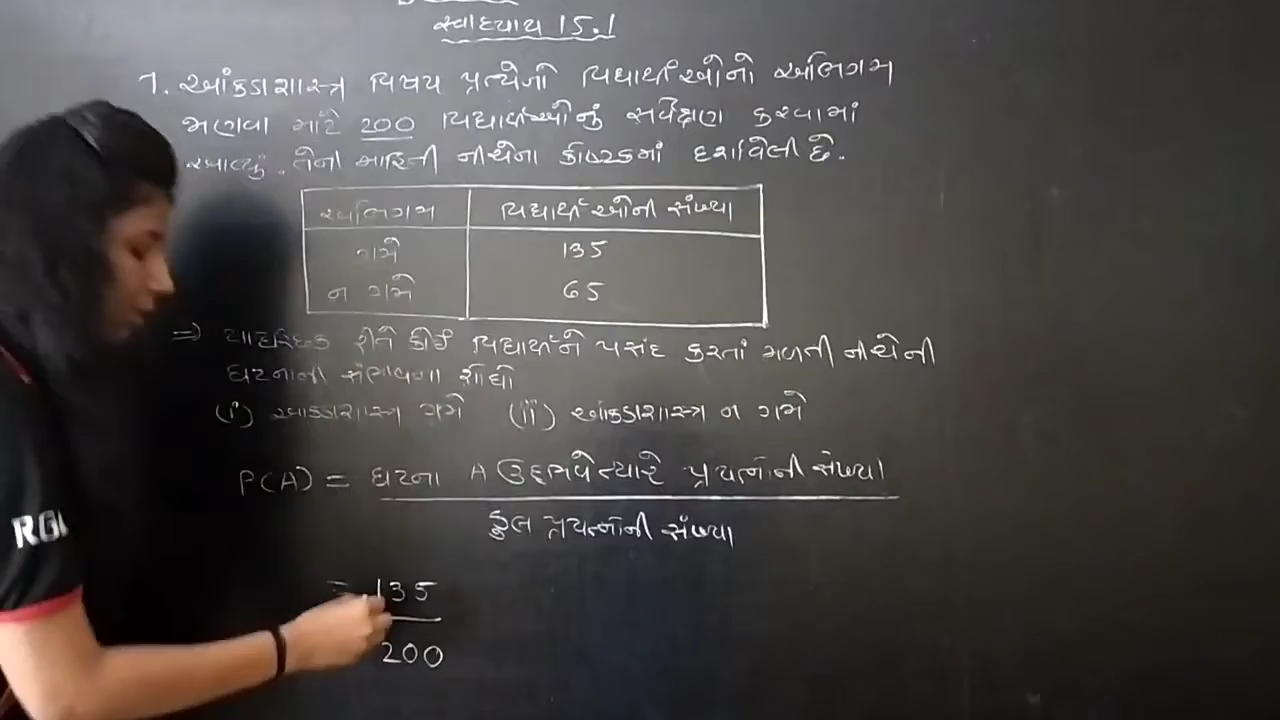 સ્વાધ્યાય 15.1
1. આંકડાશાસ્ત્ર વિષય પ્રત્યેની વિદ્યાર્થીઓનો અભિગમ
ભણવા માટે 200 વિદ્યાર્થીઓનું સર્વેક્ષણ કરવામાં
આવ્યું. તેની માહિતી નીચેના કોષ્ટકમાં દર્શાવેલી છે.
અભિગમ વિદ્યાર્થીઓની સંખ્યા
ગમે 135
ન ગમે 65
⇒ યાદચ્છિક રીતે કોઈ વિદ્યાર્થીને પસંદ કરતાં મળતી નીચેની
ઘટનાની સંભાવના શોધો
(i) આંકડાશાસ્ત્ર ગમે (ii) આંકડાશાસ્ત્ર ન ગમે
P(A) = ઘટના A ઉદ્દભવે ત્યારે પ્રયત્નોની સંખ્યા
કુલ પ્રયત્નોની સંખ્યા
= 135
200